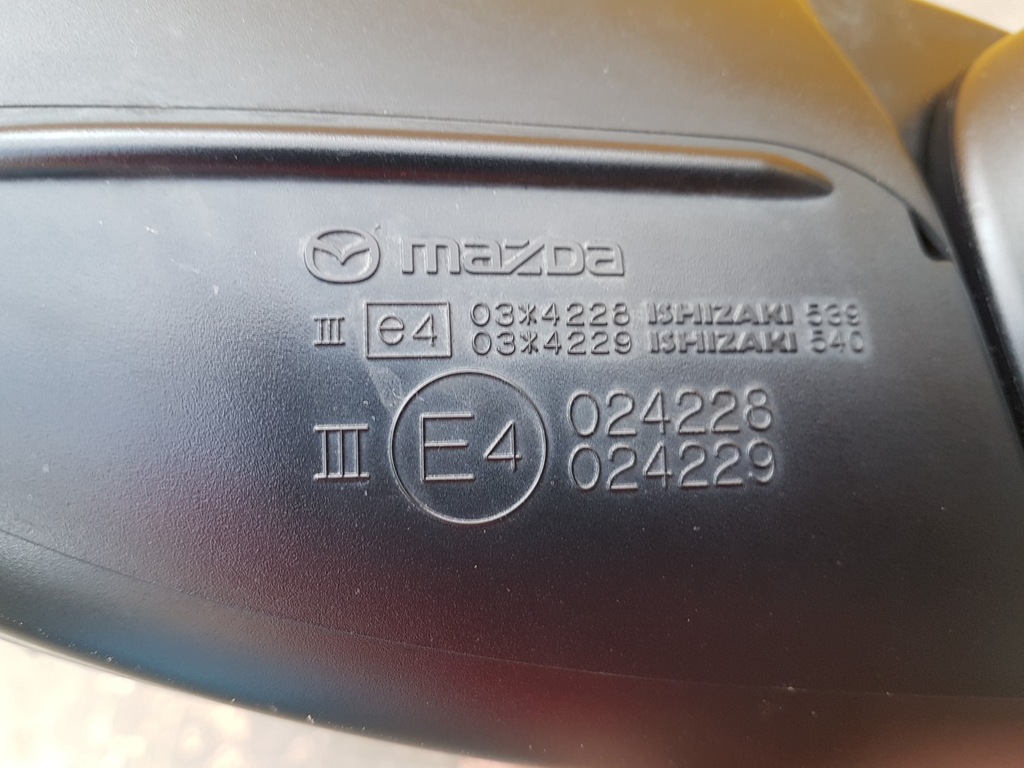 mazda
III e4 03*4228 ISHIZAKI 539
03*4229 ISHIZAKI 540
III E4 024228
024229